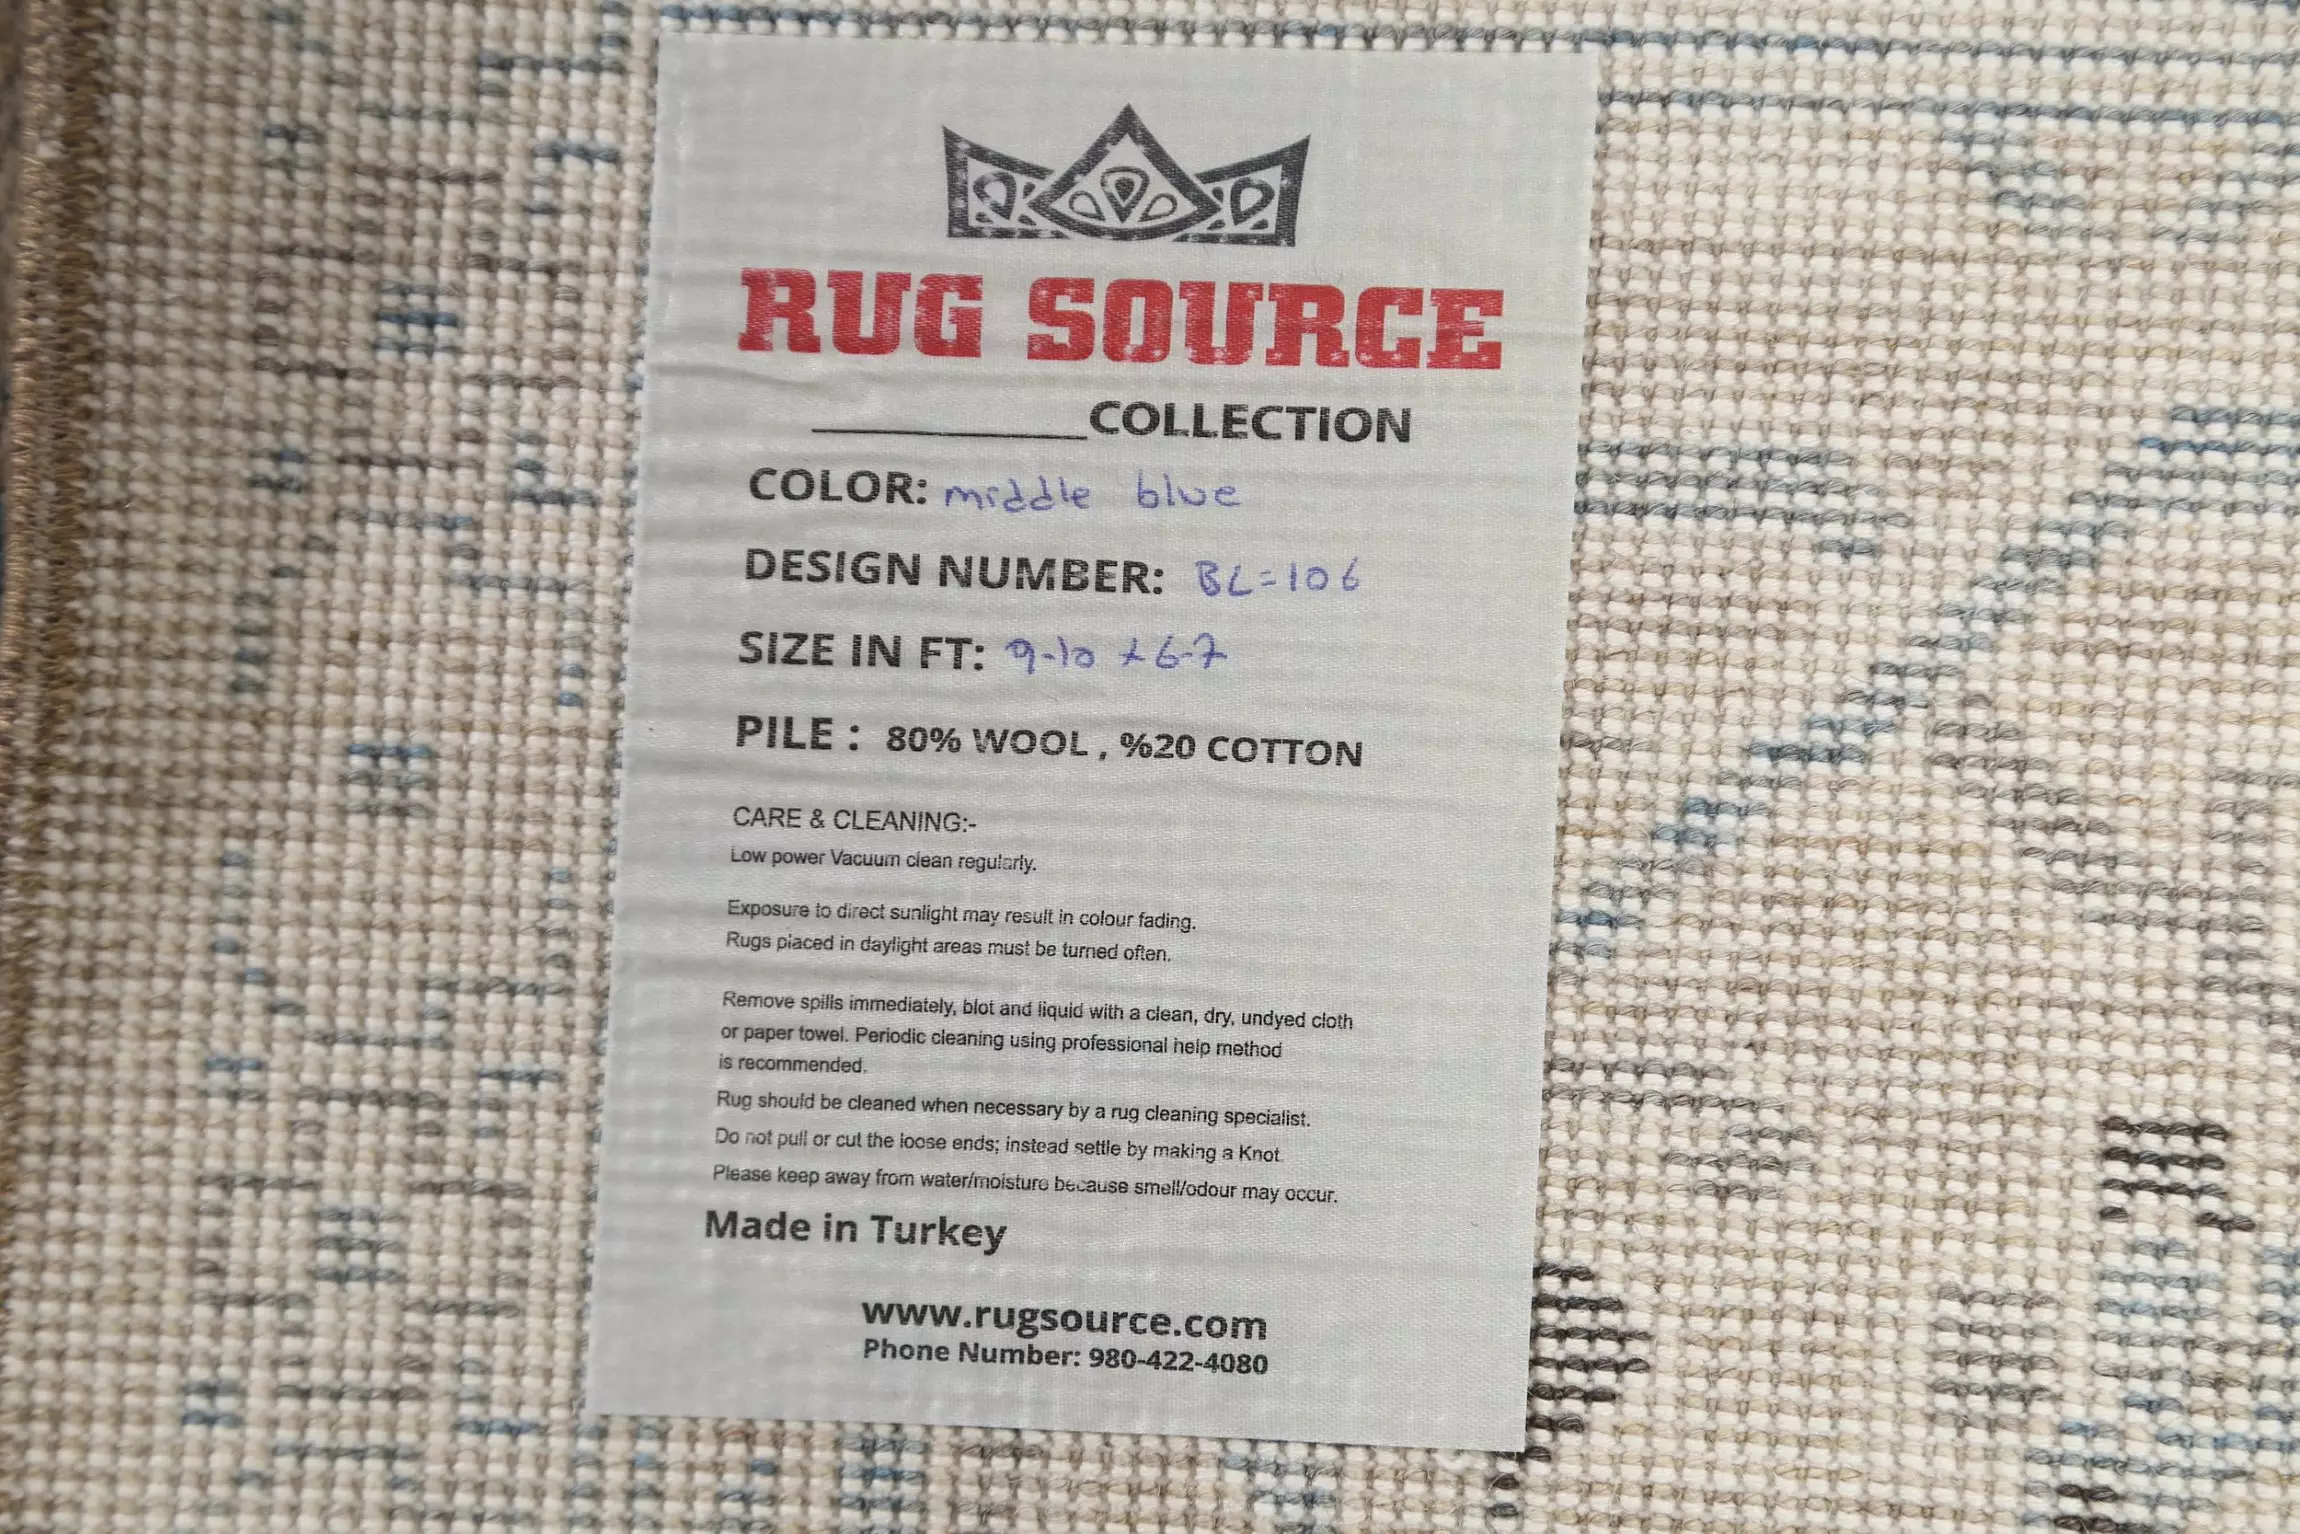 RUG SOURCE
__________COLLECTION
COLOR: middle blue
DESIGN NUMBER: BL=106
SIZE IN FT: 9-10 x 6-7
PILE : 80% WOOL , %20 COTTON
CARE & CLEANING:-
Low power Vacuum clean regularly.
Exposure to direct sunlight may result in colour fading.
Rugs placed in daylight areas must be turned often.
Remove spills immediately, blot and liquid with a clean, dry, undyed cloth
or paper towel. Periodic cleaning using professional help method
is recommended.
Rug should be cleaned when necessary by a rug cleaning specialist.
Do not pull or cut the loose ends; instead settle by making a Knot.
Please keep away from water/moisture because smell/odour may occur.
Made in Turkey
www.rugsource.com
Phone Number: 980-422-4080